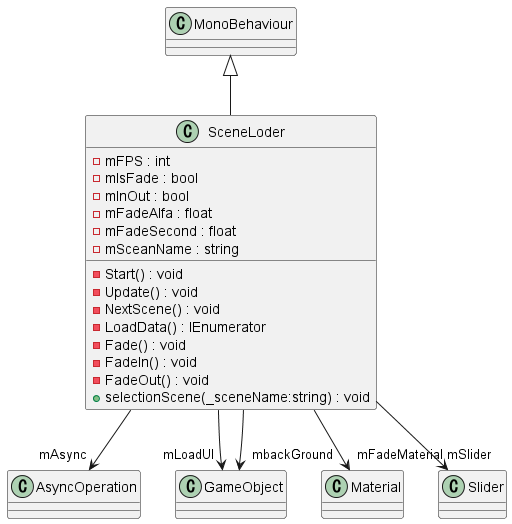 C MonoBehaviour
C SceneLoder
mFPS : int
mIsFade : bool
mInOut : bool
mFadeAlfa : float
mFadeSecond : float
mSceanName : string
Start() : void
Update() : void
NextScene() : void
LoadData() : IEnumerator
Fade() : void
FadeIn() : void
FadeOut() : void
selectionScene(_sceneName:string) : void
mAsync mLoadUI mbackGround mFadeMaterial mSlider
C AsyncOperation C GameObject C Material C Slider